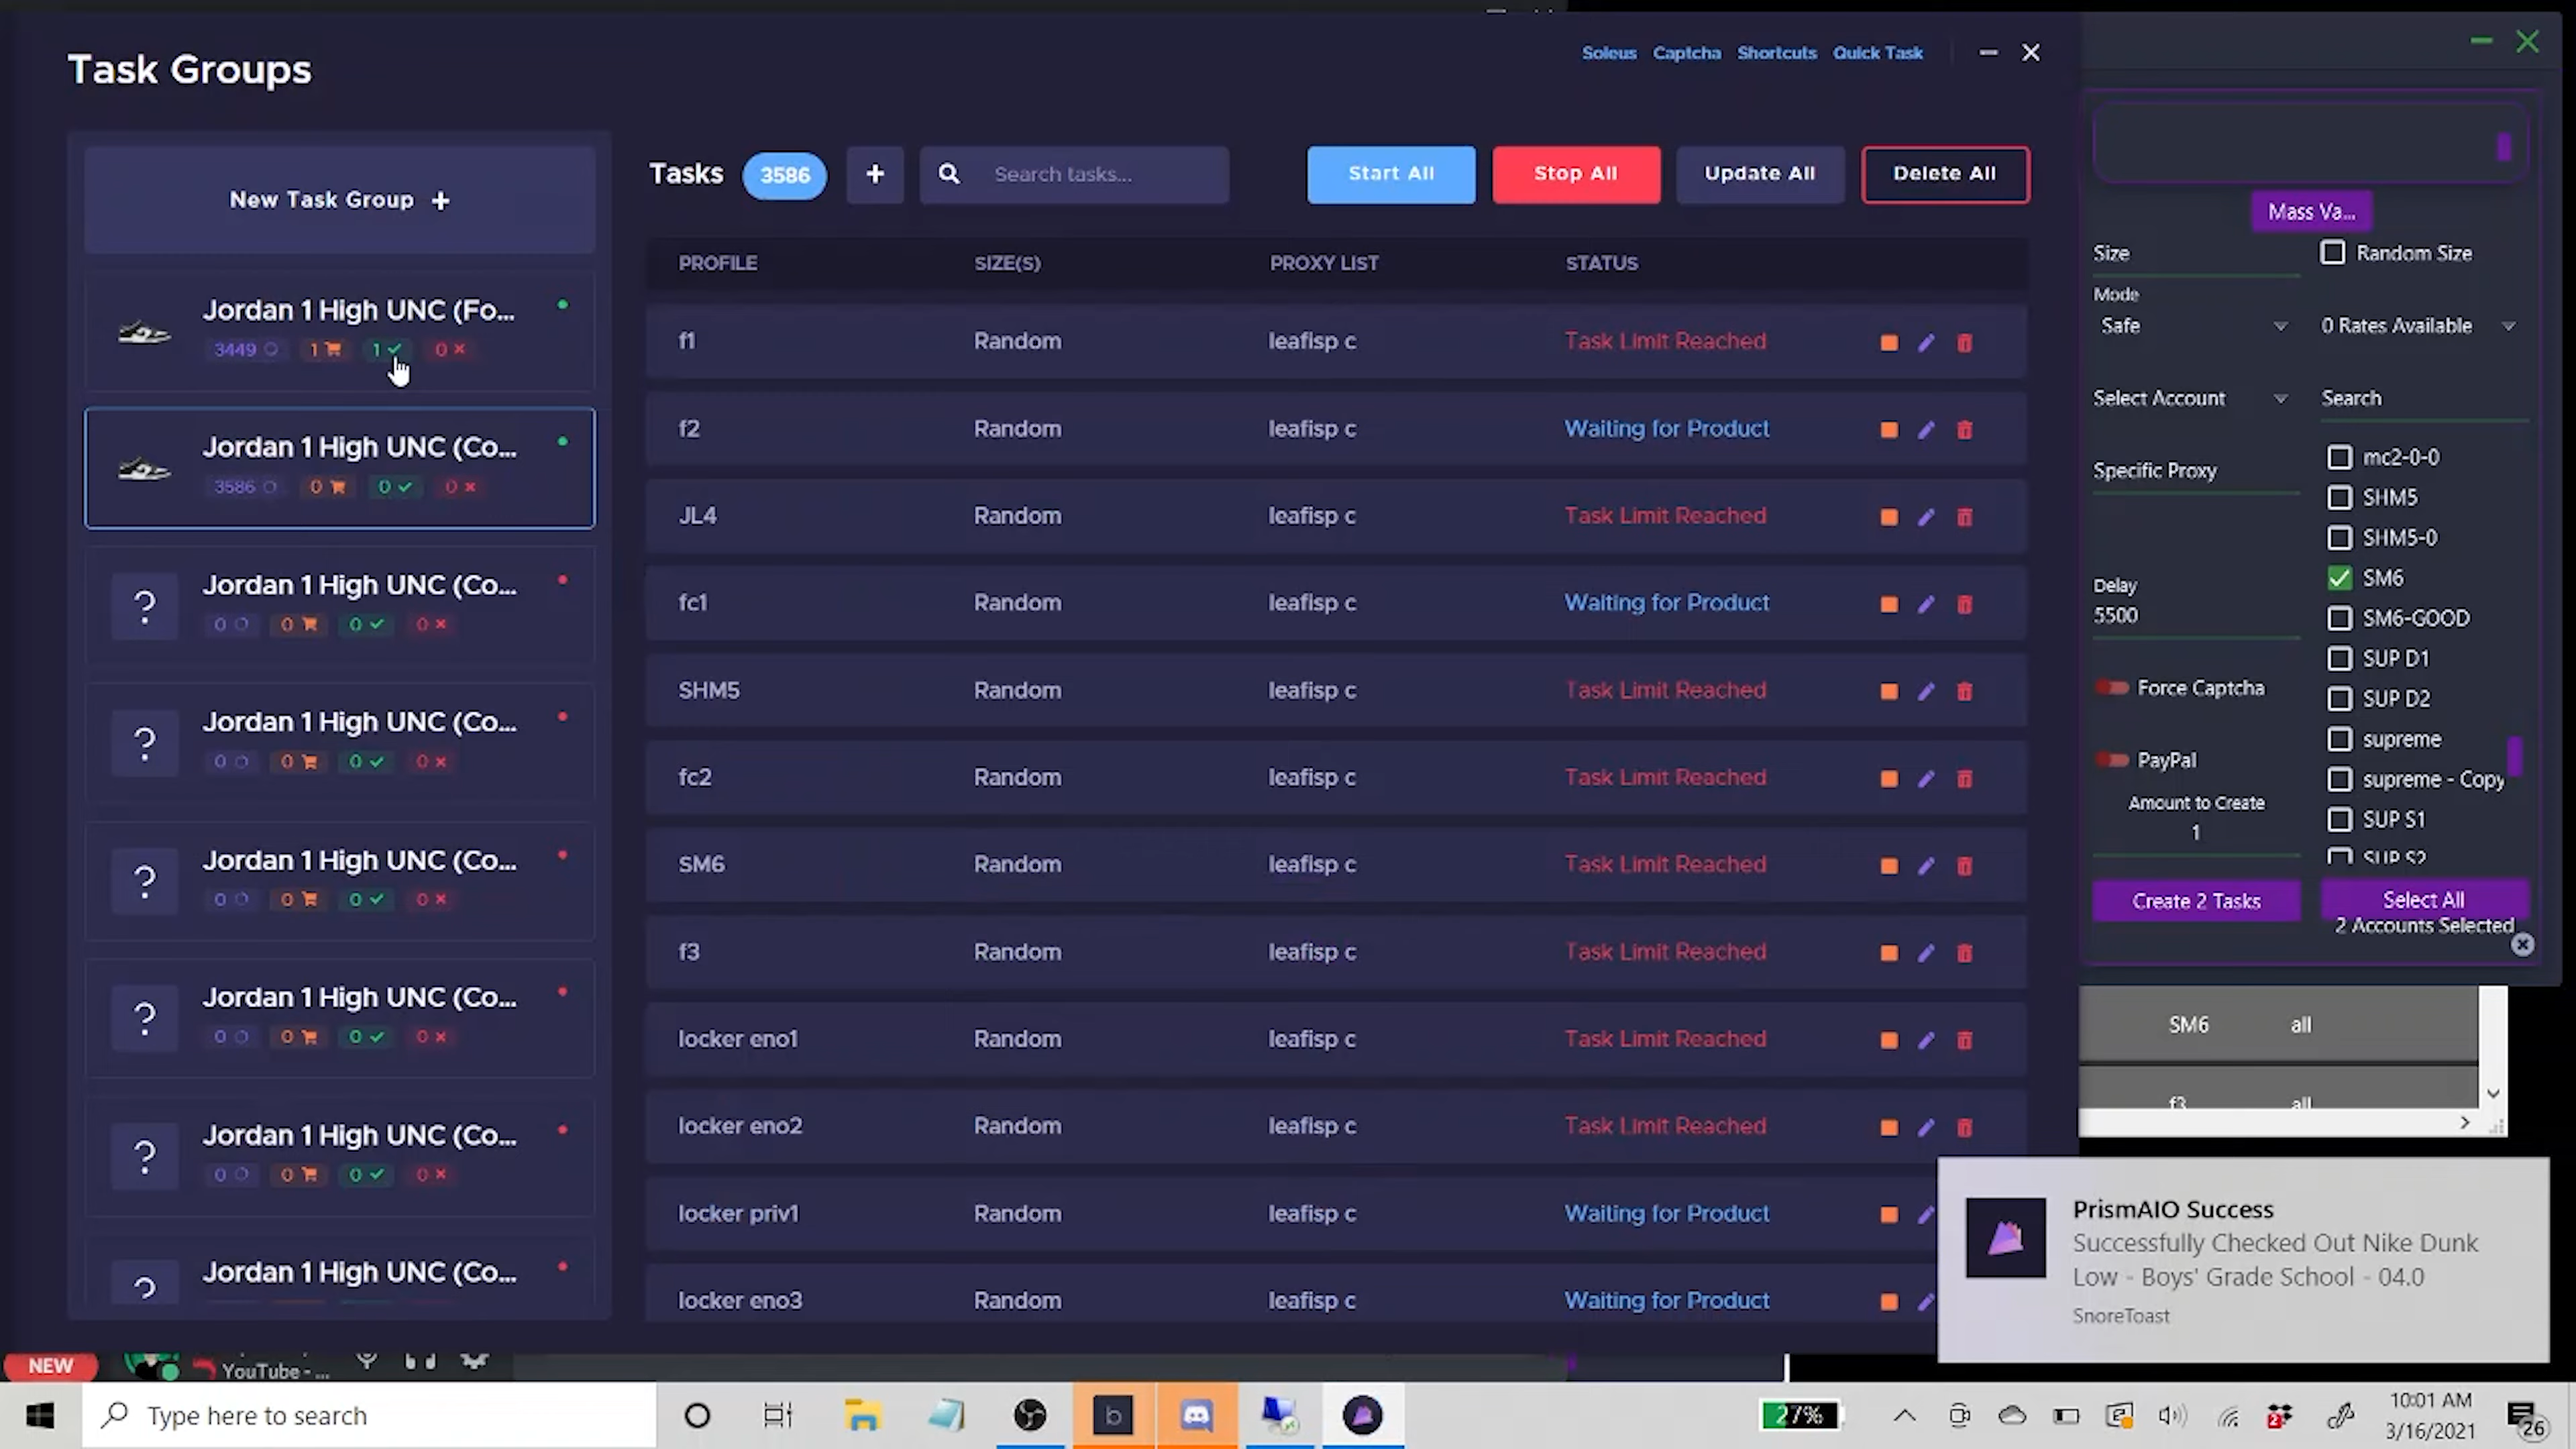 Task Groups
Soleus Captcha Shortcuts Quick Task
New Task Group +
Tasks 3586 + Search tasks... Start All Stop All Update All Delete All
PROFILE SIZE(S) PROXY LIST STATUS
Jordan 1 High UNC (Fo...
3449 1 1 0
Jordan 1 High UNC (Co...
3586 0 0 0
? Jordan 1 High UNC (Co...
0 0 0 0
? Jordan 1 High UNC (Co...
0 0 0 0
? Jordan 1 High UNC (Co...
0 0 0 0
? Jordan 1 High UNC (Co...
0 0 0 0
? Jordan 1 High UNC (Co...
0 0 0 0
? Jordan 1 High UNC (Co...
f1 Random leafisp c Task Limit Reached
f2 Random leafisp c Waiting for Product
JL4 Random leafisp c Task Limit Reached
fc1 Random leafisp c Waiting for Product
SHM5 Random leafisp c Task Limit Reached
fc2 Random leafisp c Task Limit Reached
SM6 Random leafisp c Task Limit Reached
f3 Random leafisp c Task Limit Reached
locker eno1 Random leafisp c Task Limit Reached
locker eno2 Random leafisp c Task Limit Reached
locker priv1 Random leafisp c Waiting for Product
locker eno3 Random leafisp c Waiting for Product
Mass Va...
Size Random Size
Mode
Safe 0 Rates Available
Select Account Search
Specific Proxy
Delay
5500
Force Captcha
PayPal
Amount to Create
1
mc2-0-0
SHM5
SHM5-0
SM6
SM6-GOOD
SUP D1
SUP D2
supreme
supreme - Copy
SUP S1
SUP S2
Create 2 Tasks Select All
2 Accounts Selected
SM6 all
f3 all
PrismAIO Success
Successfully Checked Out Nike Dunk
Low - Boys' Grade School - 04.0
SnoreToast
NEW YouTube - ...
Type here to search
b
27%
2
10:01 AM
3/16/2021
26